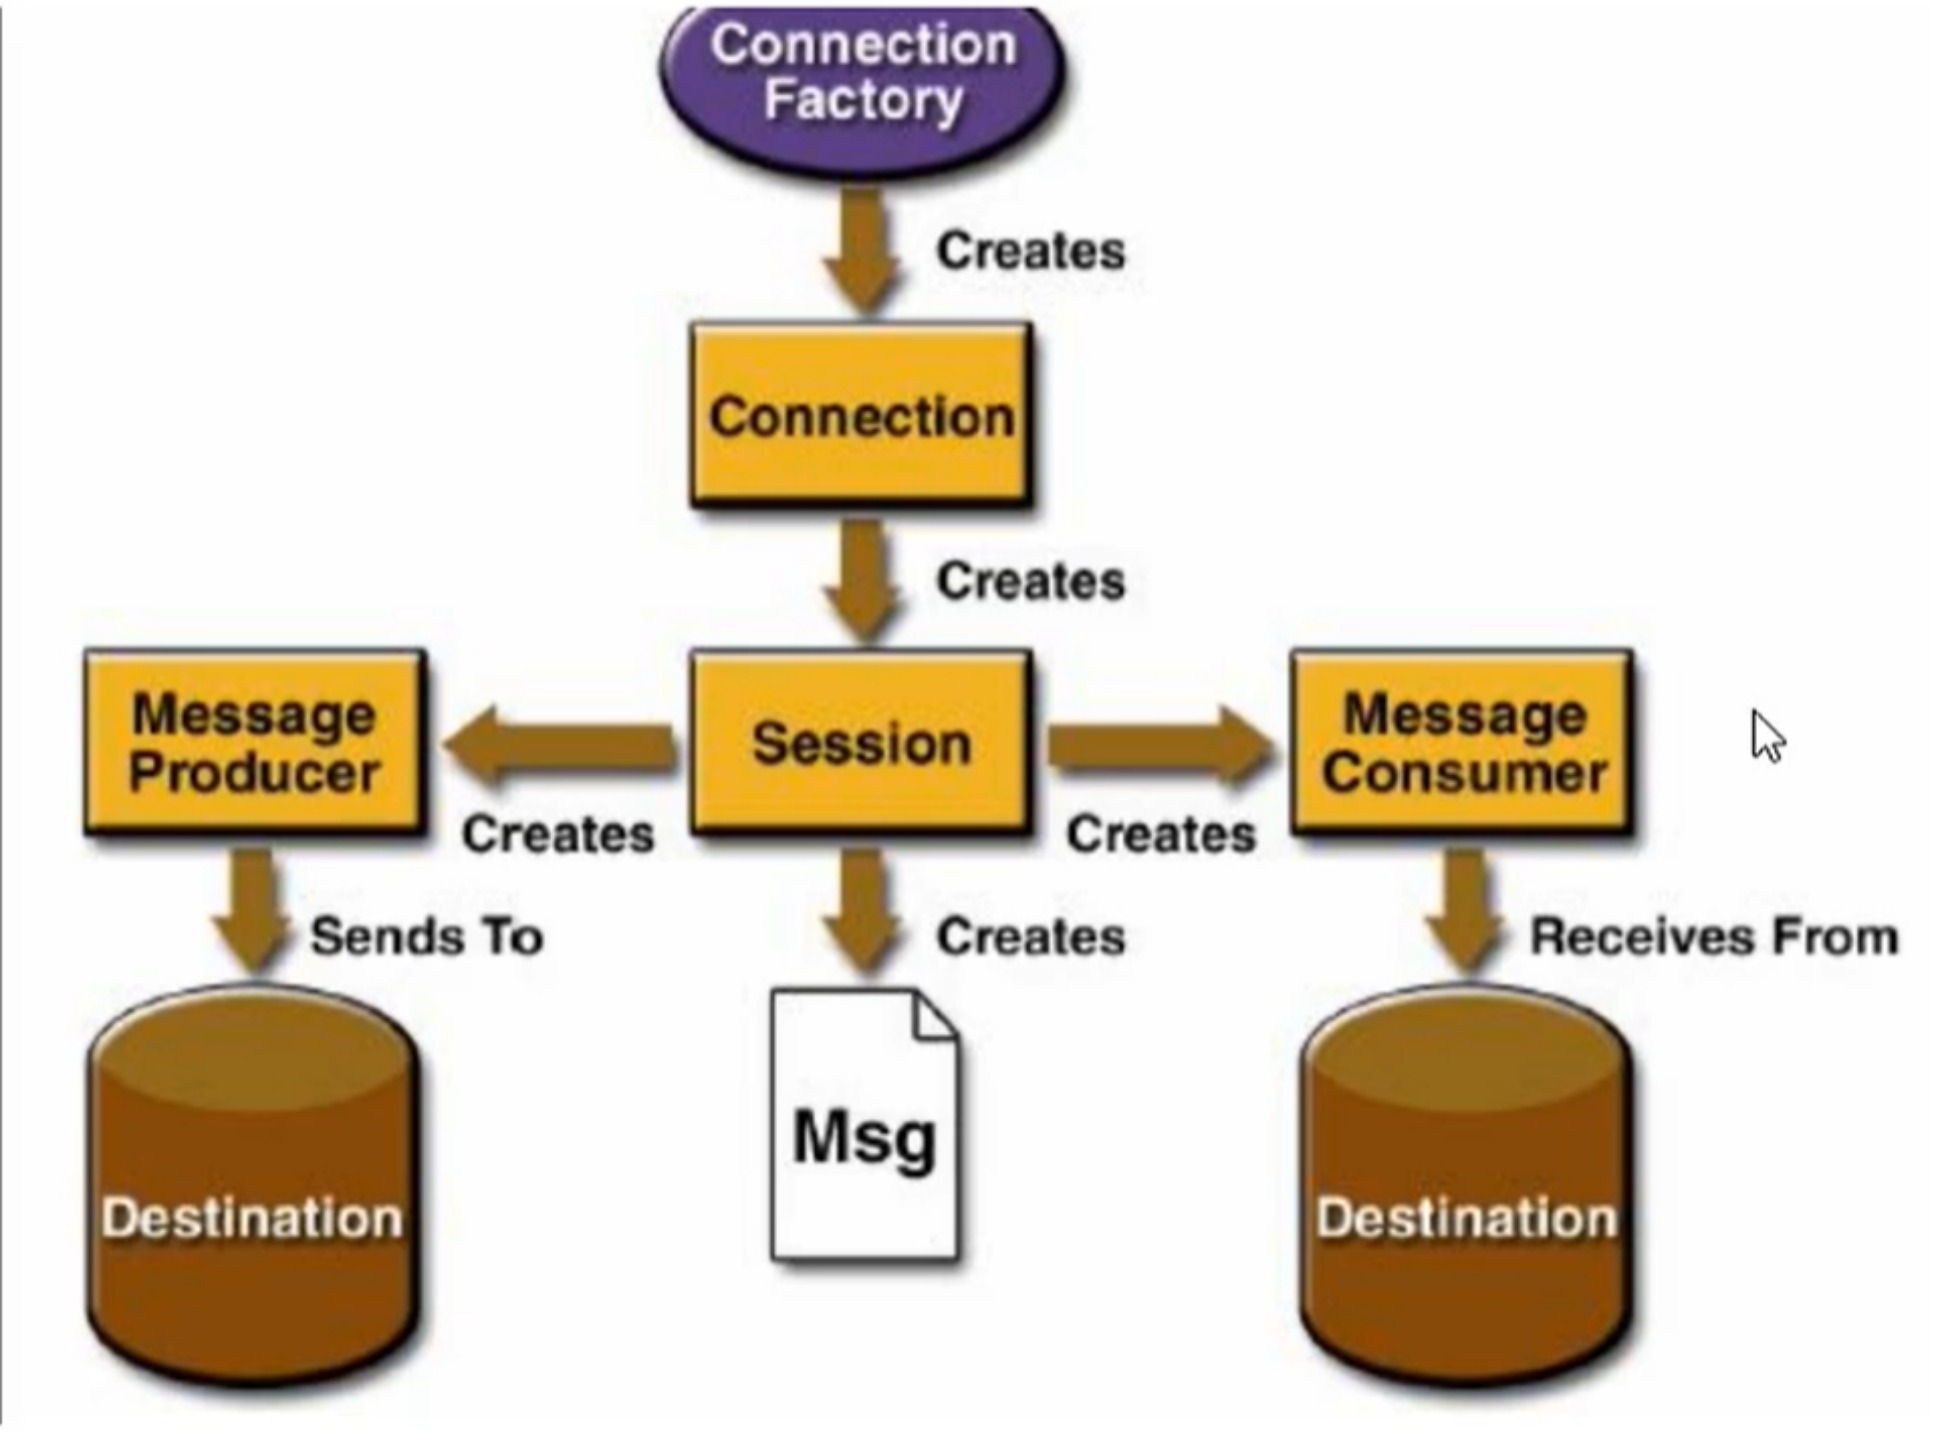 Connection
Factory
Creates
Connection
Creates
Message
Producer
Session
Message
Consumer
Creates
Creates
Sends To
Creates
Receives From
Destination
Msg
Destination